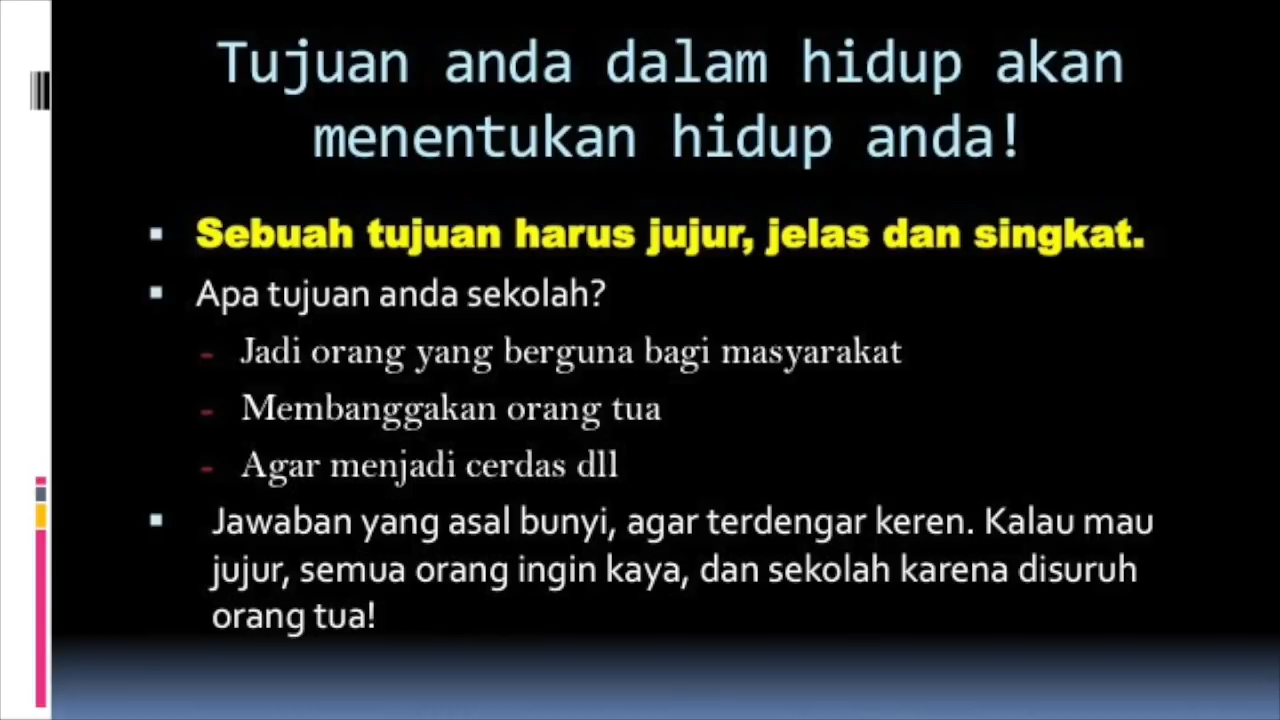 Tujuan anda dalam hidup akan
menentukan hidup anda!
▪ Sebuah tujuan harus jujur, jelas dan singkat.
▪ Apa tujuan anda sekolah?
- Jadi orang yang berguna bagi masyarakat
- Membanggakan orang tua
- Agar menjadi cerdas dll
▪ Jawaban yang asal bunyi, agar terdengar keren. Kalau mau
jujur, semua orang ingin kaya, dan sekolah karena disuruh
orang tua!